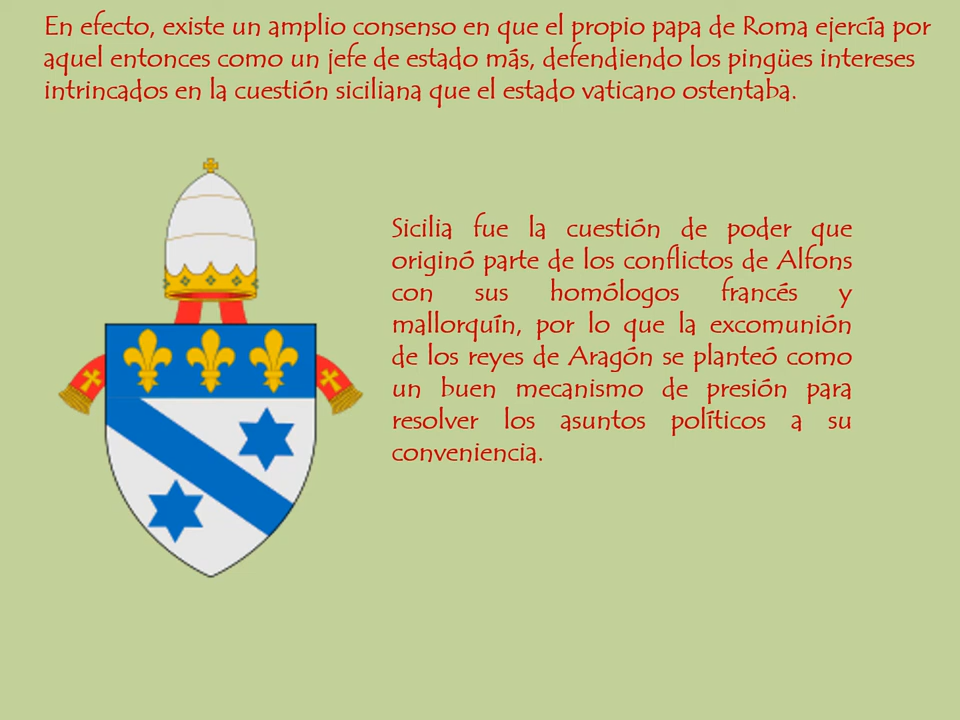 En efecto, existe un amplio consenso en que el propio papa de Roma ejercía por
aquel entonces como un jefe de estado más, defendiendo los pingües intereses
intrincados en la cuestión siciliana que el estado vaticano ostentaba.
Sicilia fue la cuestión de poder que
originó parte de los conflictos de Alfons
con sus homólogos francés y
mallorquín, por lo que la excomunión
de los reyes de Aragón se planteó como
un buen mecanismo de presión para
resolver los asuntos políticos a su
conveniencia.